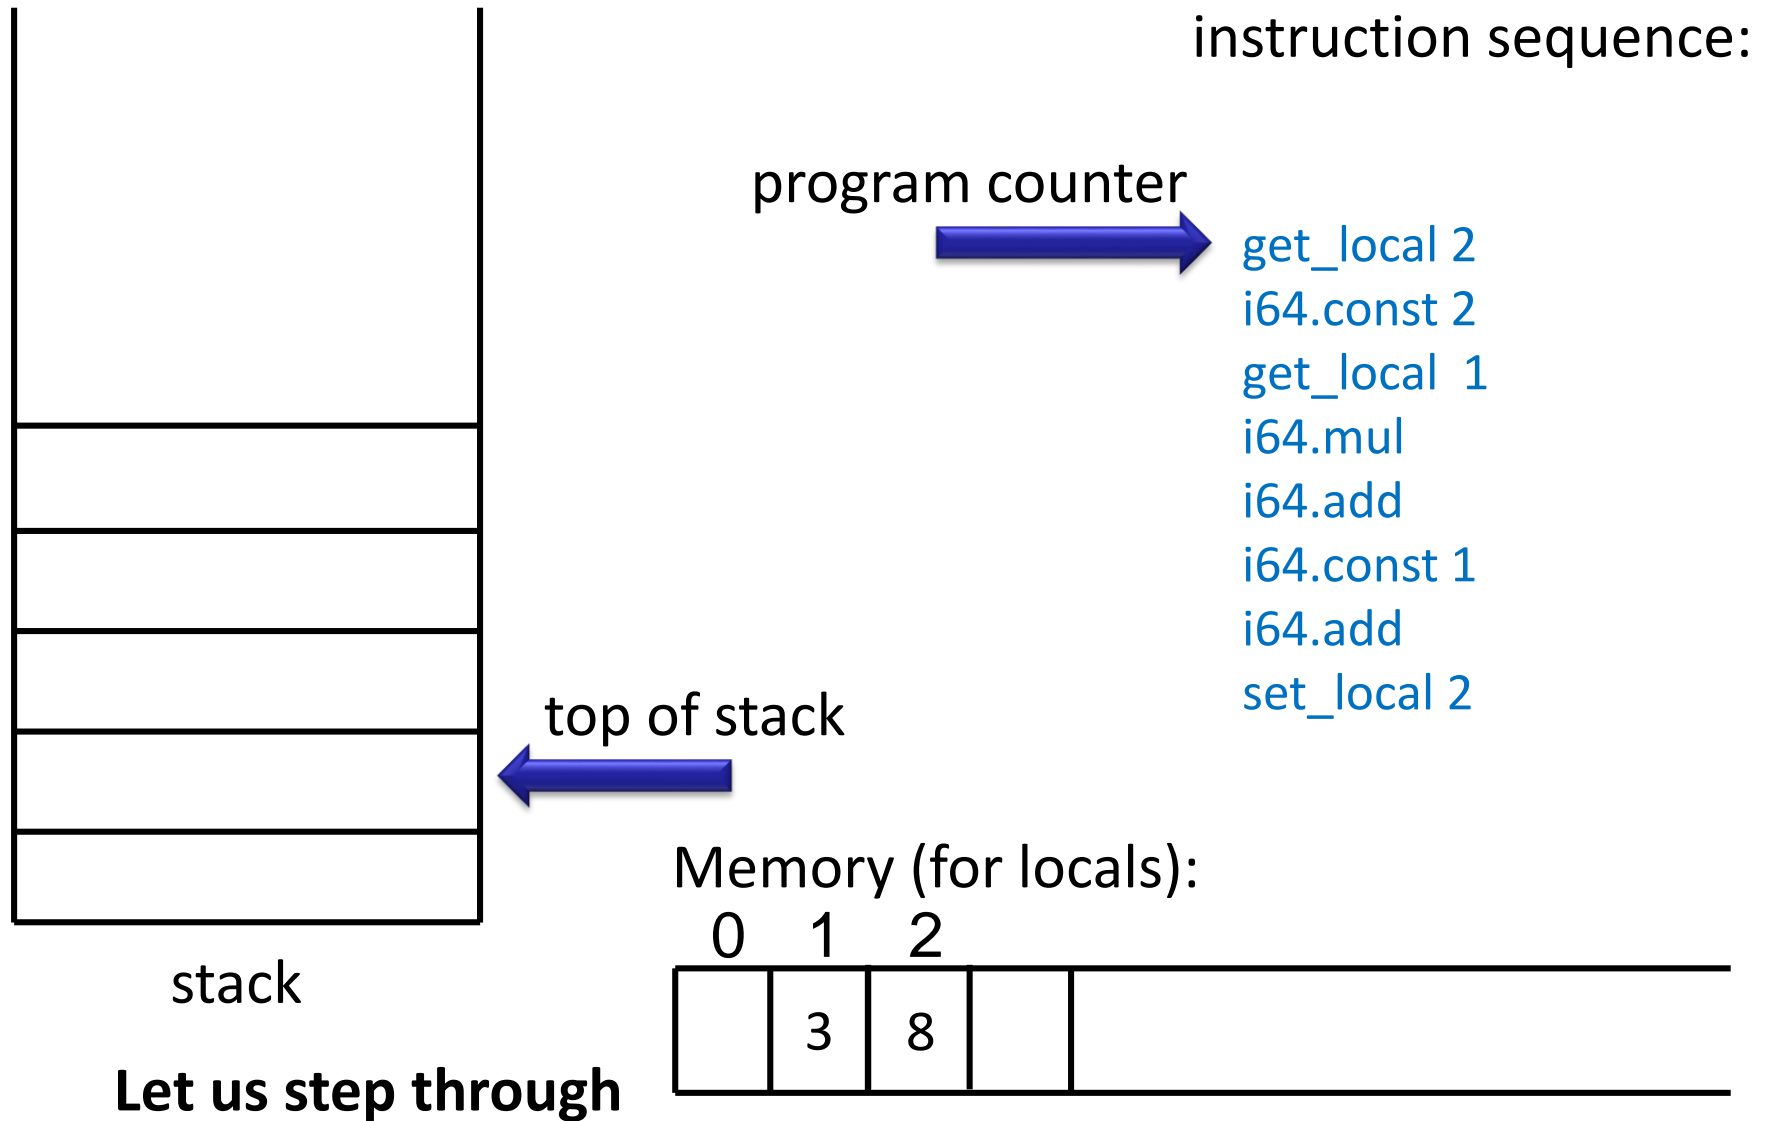 instruction sequence:
program counter
get_local 2
i64.const 2
get_local  1
i64.mul
i64.add
i64.const 1
i64.add
set_local 2
top of stack
Memory (for locals):
0 1 2
3 8
stack
Let us step through